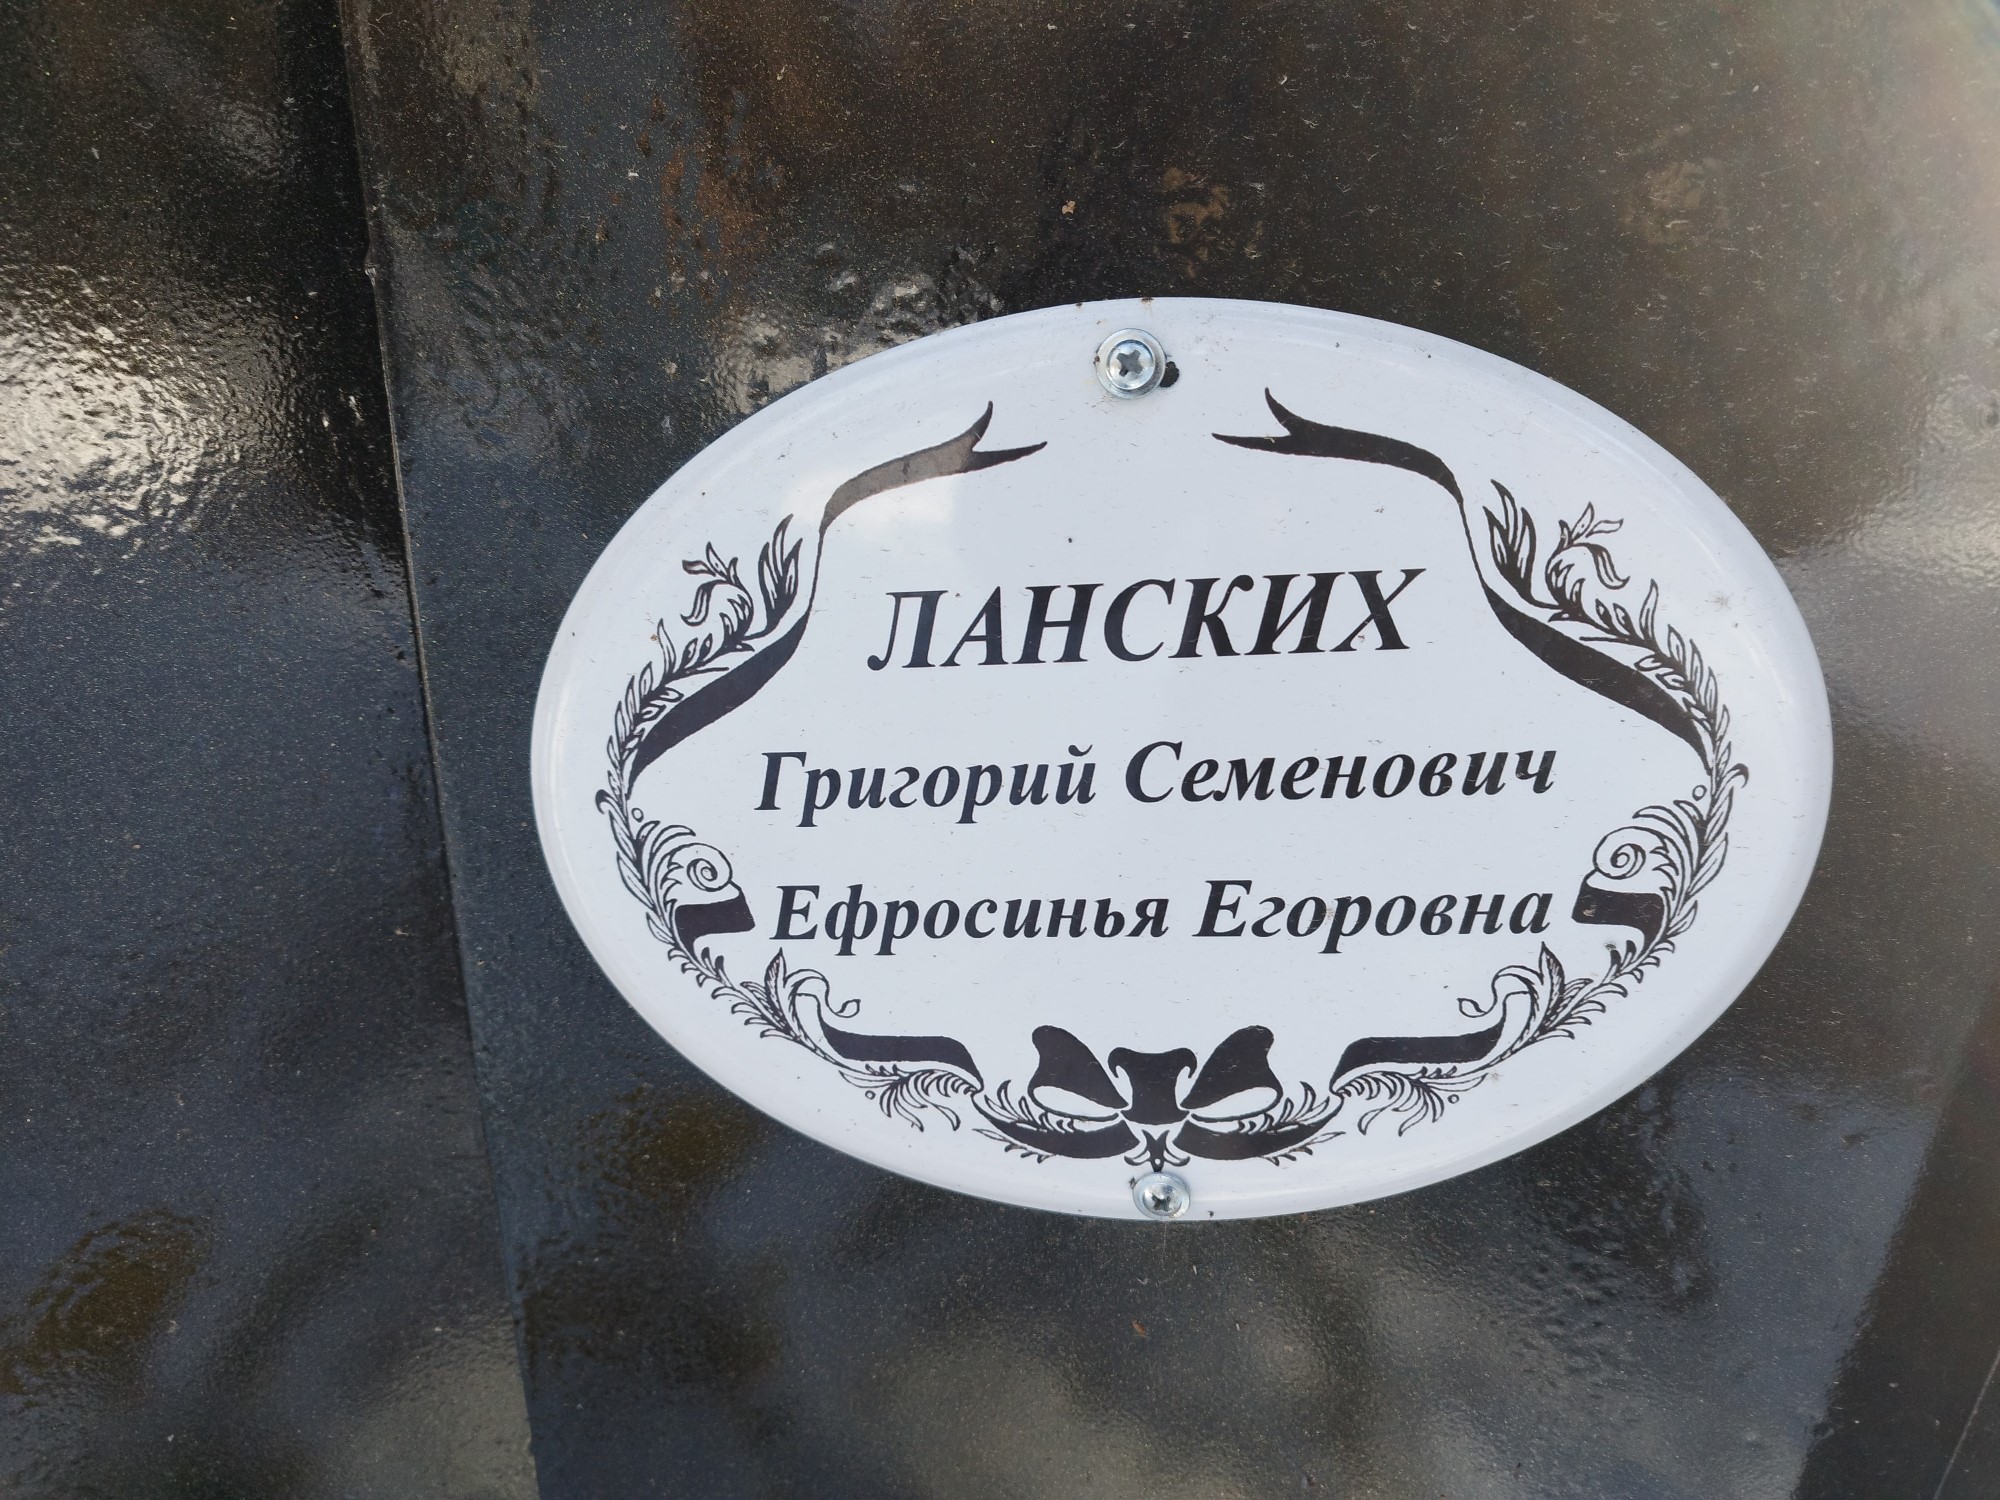 ЛАНСКИХ
Григорий Семенович
Ефросинья Егоровна